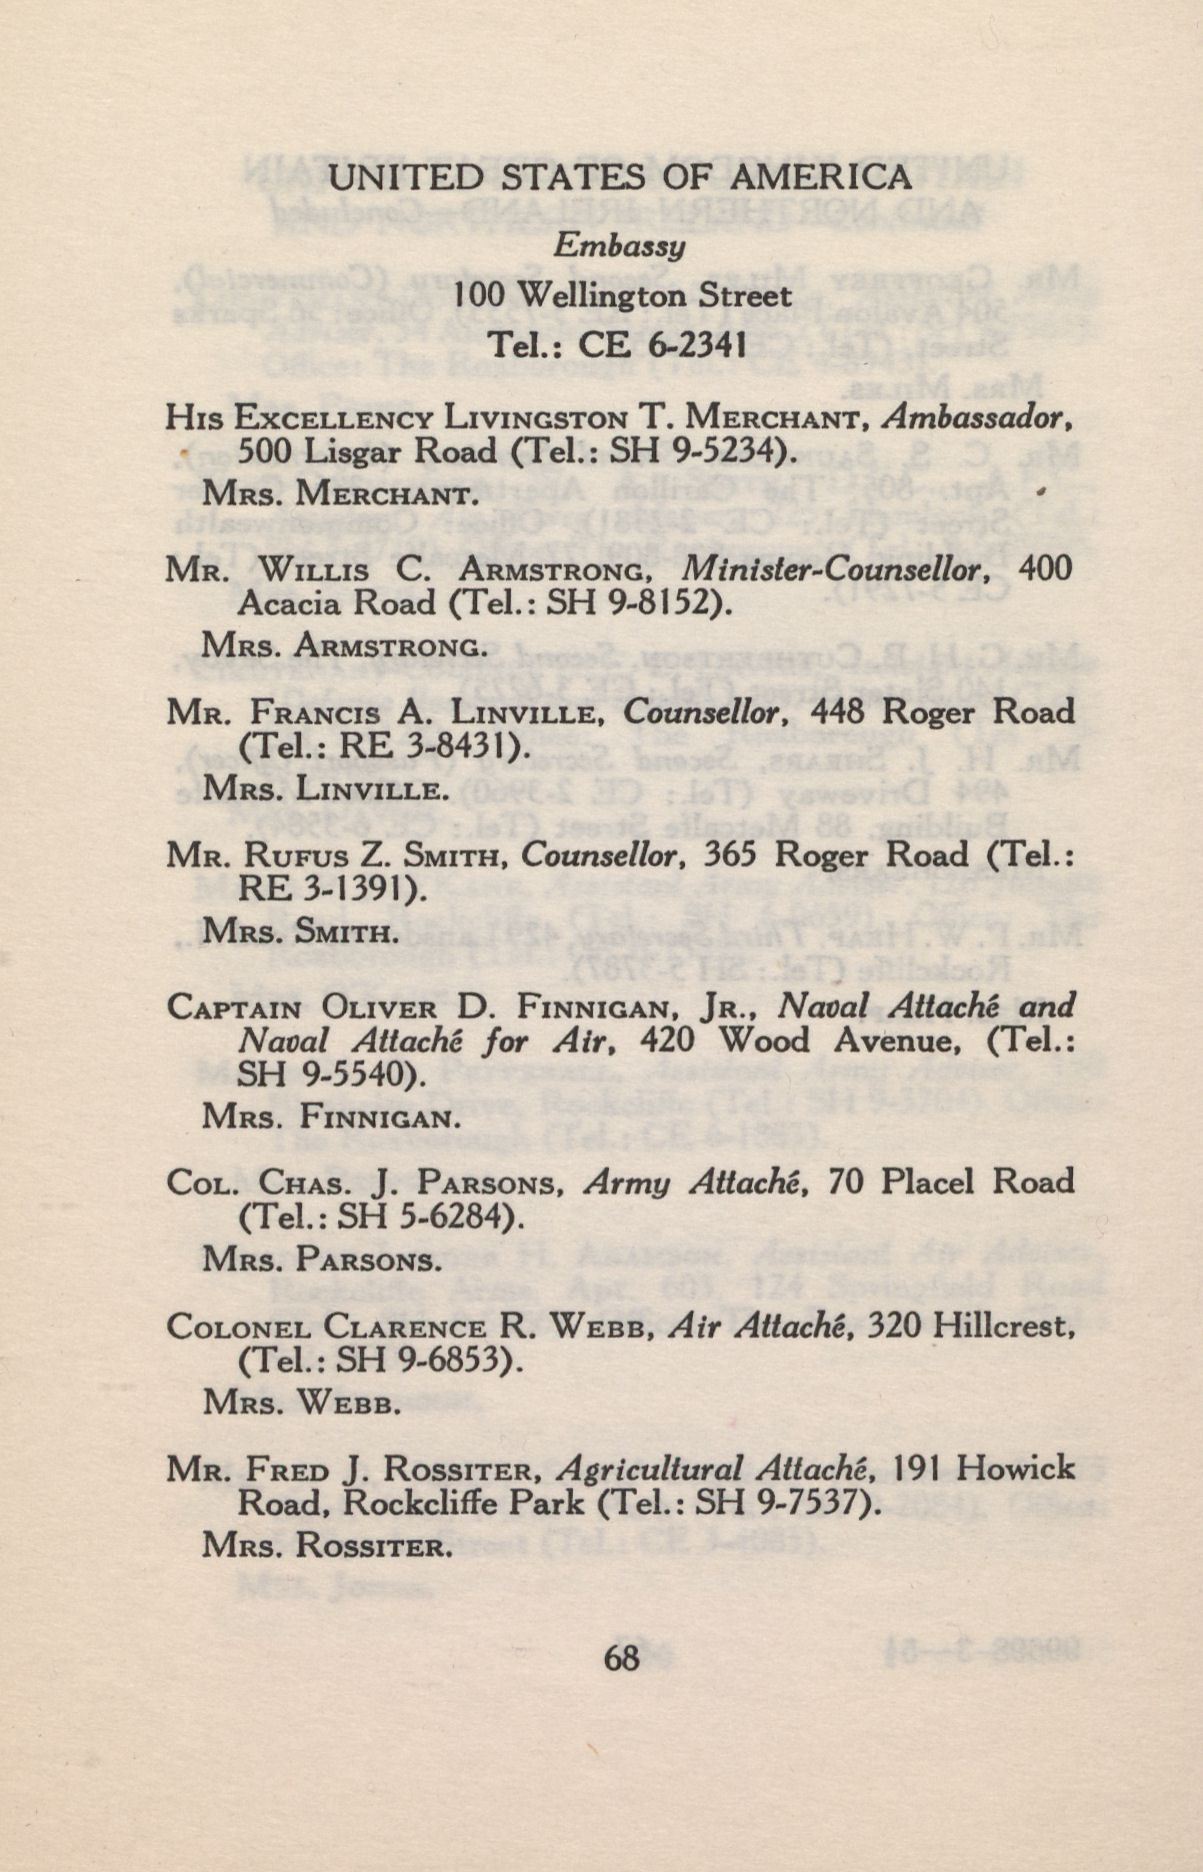 UNITED STATES OF AMERICA
Embassy
100 Wellington Street
Tel.: CE 6-2341
HIS EXCELLENCY LIVINGSTON T. MERCHANT, Ambassador,
500 Lisgar Road (Tel.: SH 9-5234).
MRS. MERCHANT.
MR. WILLIS C. ARMSTRONG, Minister-Counsellor, 400
Acacia Road (Tel.: SH 9-8152).
MRS. ARMSTRONG.
MR. FRANCIS A. LINVILLE, Counsellor, 448 Roger Road
(Tel.: RE 3-8431).
MRS. LINVILLE.
MR. RUFUS Z. SMITH, Counsellor, 365 Roger Road (Tel.:
RE 3-1391).
MRS. SMITH.
CAPTAIN OLIVER D. FINNIGAN, JR., Naval Attaché and
Naval Attaché for Air, 420 Wood Avenue, (Tel.:
SH 9-5540).
MRS. FINNIGAN.
COL. CHAS. J. PARSONS, Army Attaché, 70 Placel Road
(Tel.: SH 5-6284).
MRS. PARSONS.
COLONEL CLARENCE R. WEBB, Air Attaché, 320 Hillcrest,
(Tel.: SH 9-6853).
MRS. WEBB.
MR. FRED J. ROSSITER, Agricultural Attaché, 191 Howick
Road, Rockcliffe Park (Tel.: SH 9-7537).
MRS. ROSSITER.
68